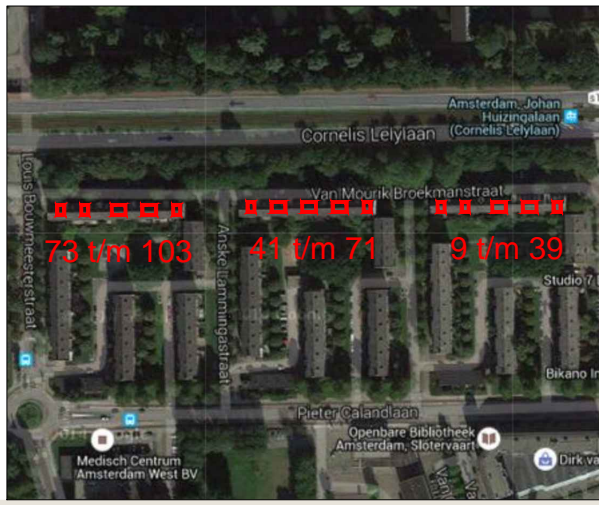 s1
Amsterdam, Johan
Huizingalaan
(Cornelis Lelylaan)
Cornelis Lelylaan
Louis Bouwmeesterstraat
Van Mourik Broekmanstraat
73 t/m 103
41 t/m 71
9 t/m 39
Anske Lammingastraat
Studio 7
Bikano In
Pieter Calandlaan
Openbare Bibliotheek
Amsterdam, Slotervaart
Medisch Centrum
Amsterdam West BV
Dirk va